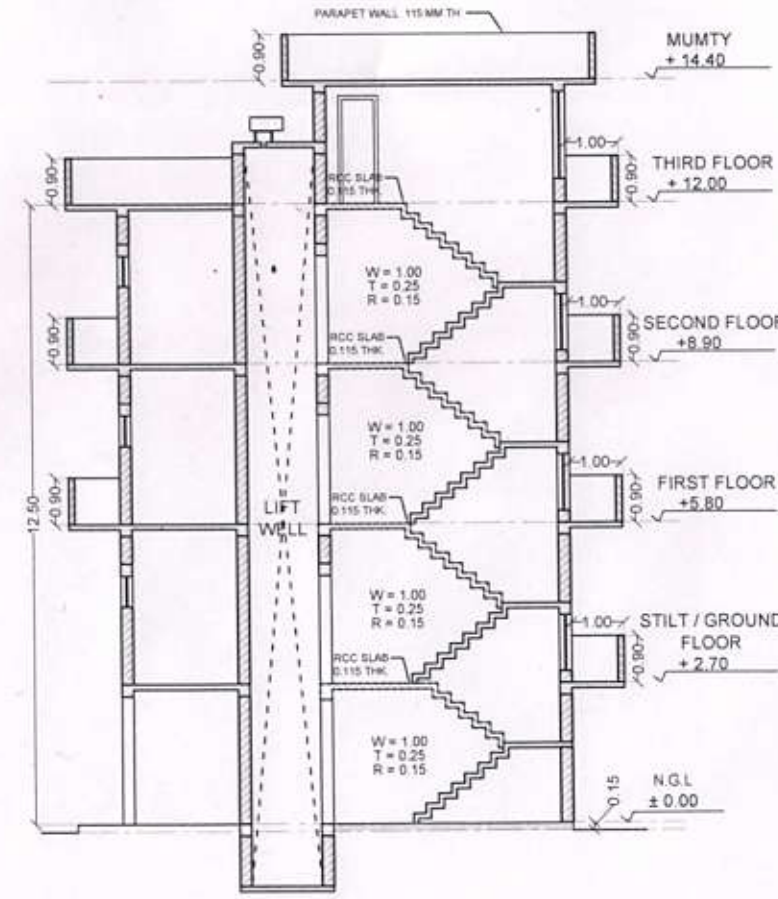 PARAPET WALL 115 MM TH
0.90
MUMTY
+ 14.40
1.00
0.90
0.90
THIRD FLOOR
+ 12.00
RCC SLAB
0.115 THK
W = 1.00
T = 0.25
R = 0.15
1.00
0.90
0.90
SECOND FLOOR
+8.90
RCC SLAB
0.115 THK.
W = 1.00
T = 0.25
R = 0.15
1.00
0.90
0.90
FIRST FLOOR
+5.80
RCC SLAB
0.115 THK.
12.50
LIFT
WELL
W = 1.00
T = 0.25
R = 0.15
1.00
0.90
STILT / GROUND
FLOOR
+ 2.70
RCC SLAB
0.115 THK.
W = 1.00
T = 0.25
R = 0.15
0.15
N.G.L
± 0.00